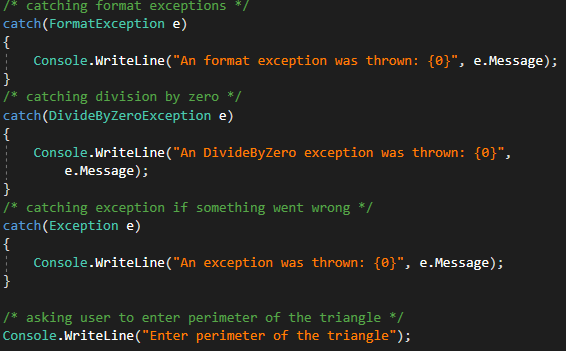 /* catching format exceptions */
catch(FormatException e)
{
    Console.WriteLine("An format exception was thrown: {0}", e.Message);
}
/* catching division by zero */
catch(DivideByZeroException e)
{
    Console.WriteLine("An DivideByZero exception was thrown: {0}",
        e.Message);
}
/* catching exception if something went wrong */
catch(Exception e)
{
    Console.WriteLine("An exception was thrown: {0}", e.Message);
}

/* asking user to enter perimeter of the triangle */
Console.WriteLine("Enter perimeter of the triangle");